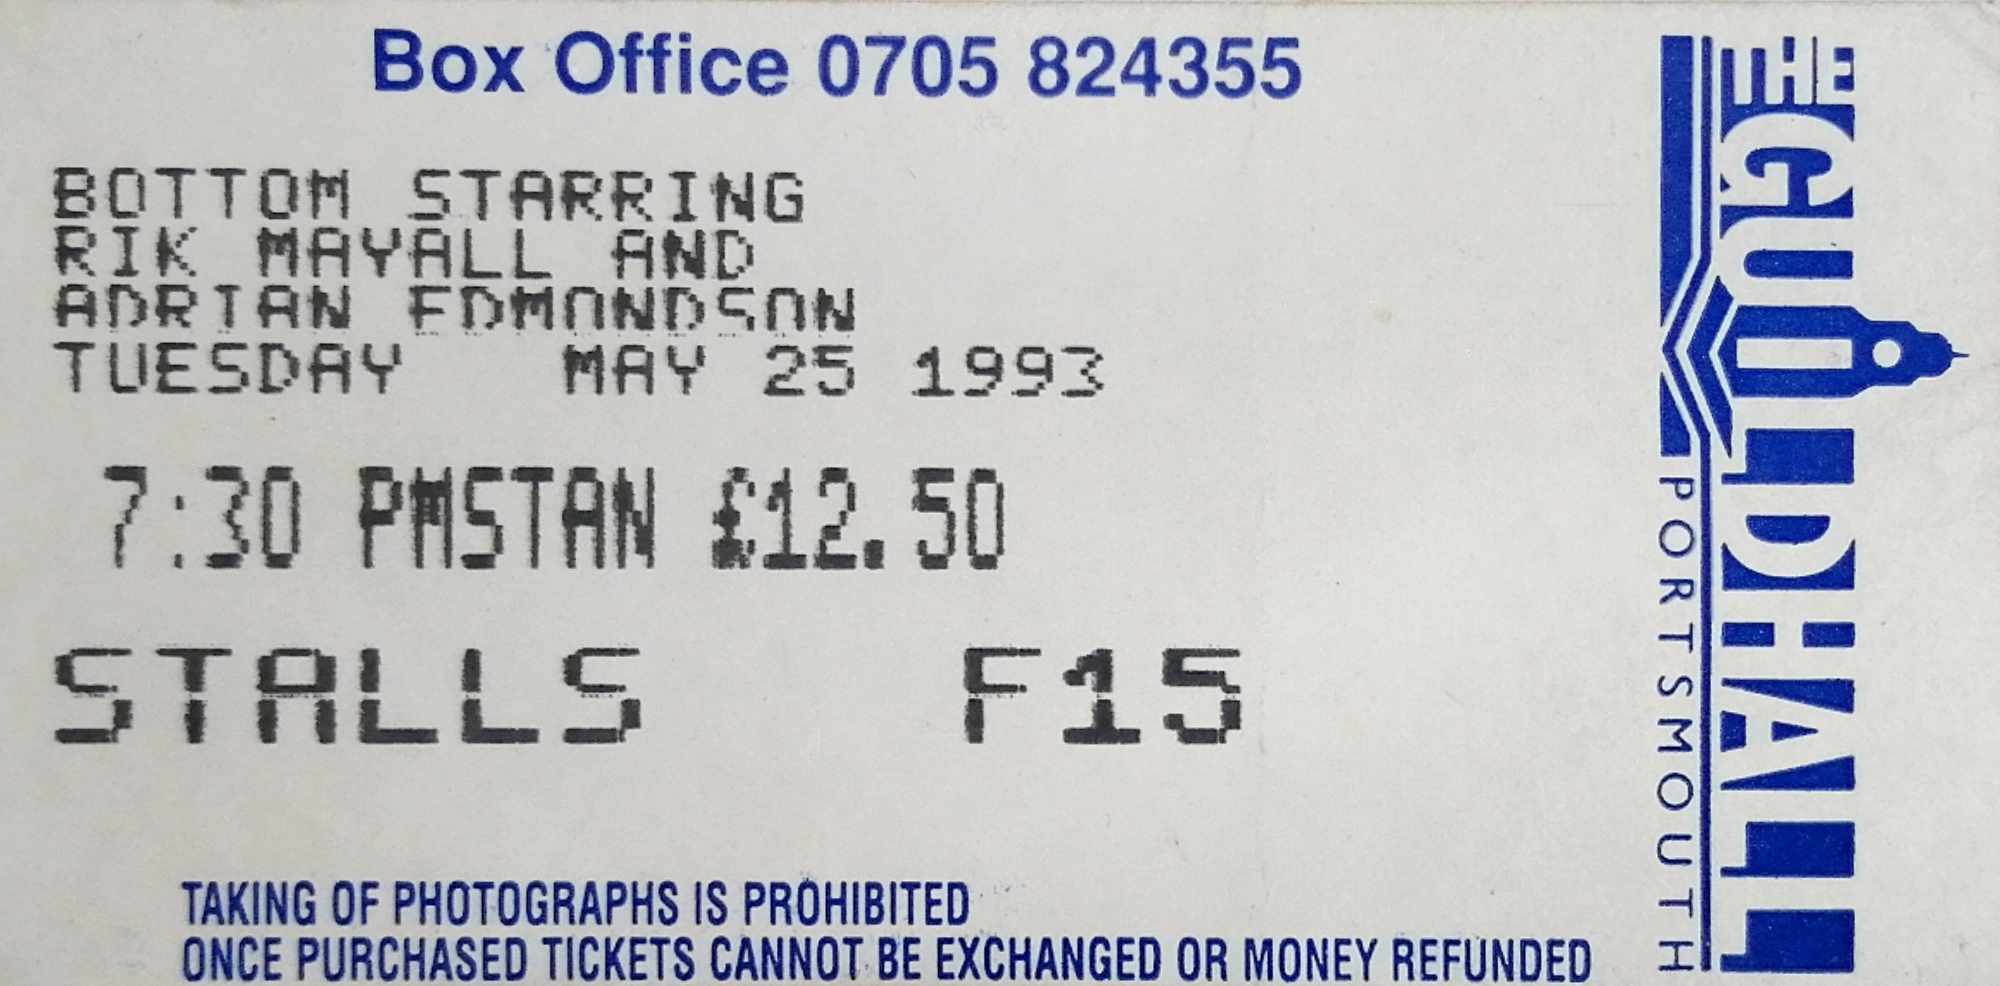 Box Office 0705 824355
BOTTOM STARRING
RIK MAYALL AND
ADRIAN EDMONDSON
TUESDAY MAY 25 1993
7:30 PMSTAN £12.50
STALLS F15
TAKING OF PHOTOGRAPHS IS PROHIBITED
ONCE PURCHASED TICKETS CANNOT BE EXCHANGED OR MONEY REFUNDED
THE GUILDHALL
PORTSMOUTH